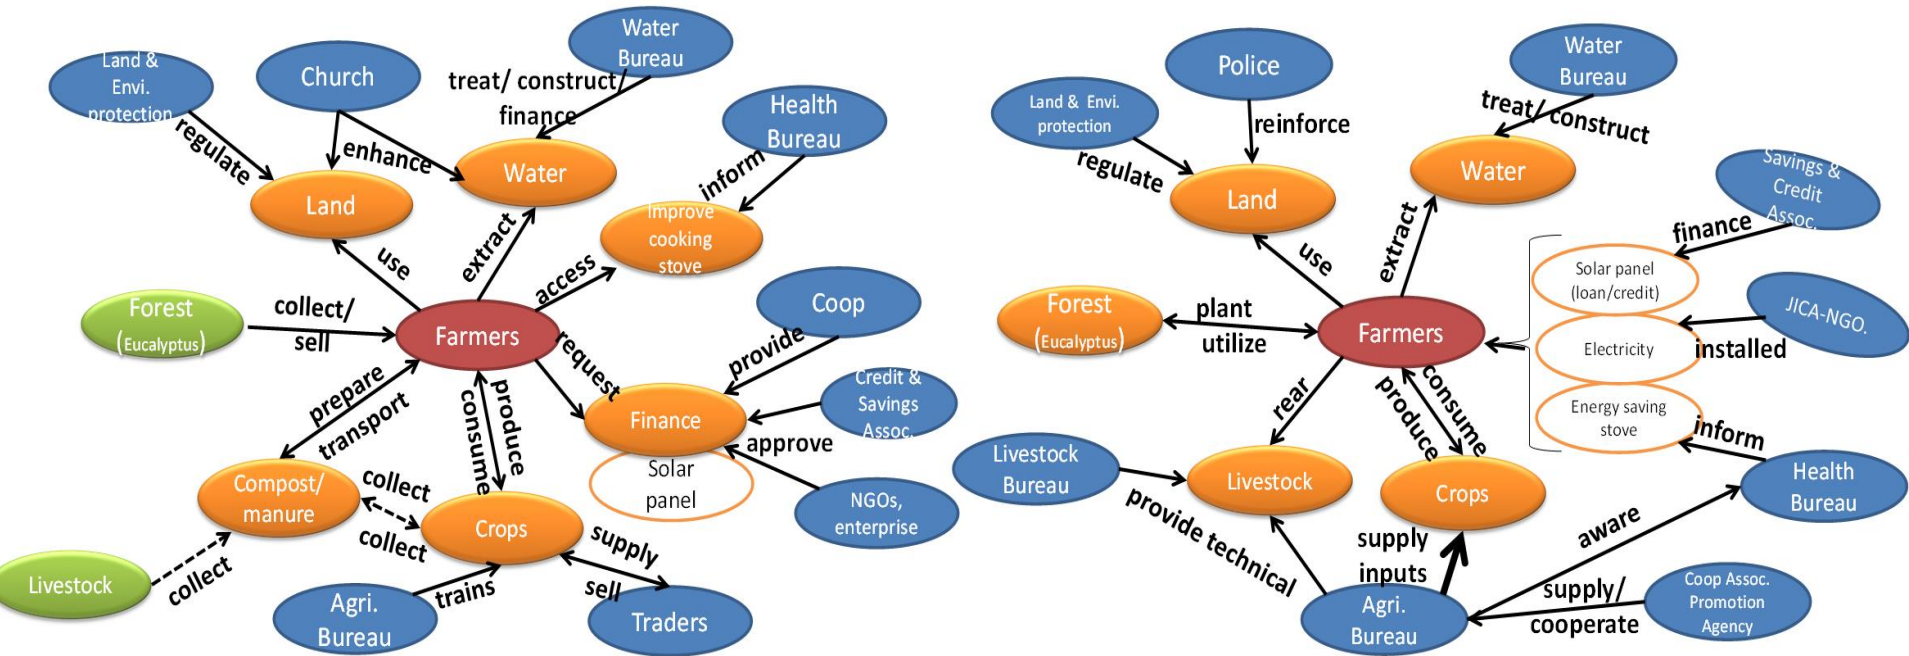 Land &
Envi.
protection
Church
Water
Bureau
treat/ construct/
finance
Health
Bureau
regulate
enhance
inform
Land
Water
Improve
cooking
stove
use
extract
access
Forest
(Eucalyptus)
collect/
sell
Farmers
Coop
request
provide
prepare
transport
consume
produce
Finance
Credit &
Savings
Assoc.
approve
Solar
panel
NGOs,
enterprise
Compost/
manure
collect
collect
Crops
supply
sell
Livestock
collect
Agri.
Bureau
trains
Traders
Land & Envi.
protection
Police
Water
Bureau
reinforce
treat/ construct
regulate
Land
Water
Savings &
Credit
Assoc.
finance
use
extract
Solar panel
(loan/credit)
Forest
(Eucalyptus)
plant
utilize
Farmers
Electricity
JICA-NGO.
installed
Energy saving
stove
inform
rear
produce
consume
Livestock
Bureau
Livestock
Crops
Health
Bureau
provide technical
supply
inputs
aware
Agri.
Bureau
supply/
cooperate
Coop Assoc.
Promotion
Agency